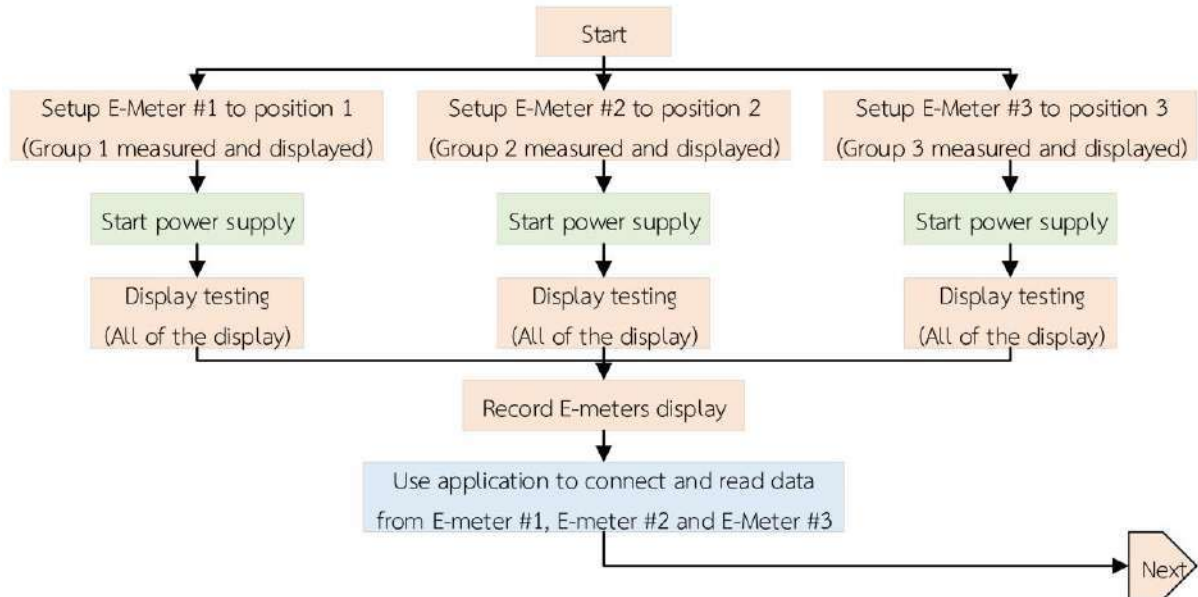 Start
Setup E-Meter #1 to position 1
(Group 1 measured and displayed)
Setup E-Meter #2 to position 2
(Group 2 measured and displayed)
Setup E-Meter #3 to position 3
(Group 3 measured and displayed)
Start power supply
Start power supply
Start power supply
Display testing
(All of the display)
Display testing
(All of the display)
Display testing
(All of the display)
Record E-meters display
Use application to connect and read data
from E-meter #1, E-meter #2 and E-Meter #3
Next